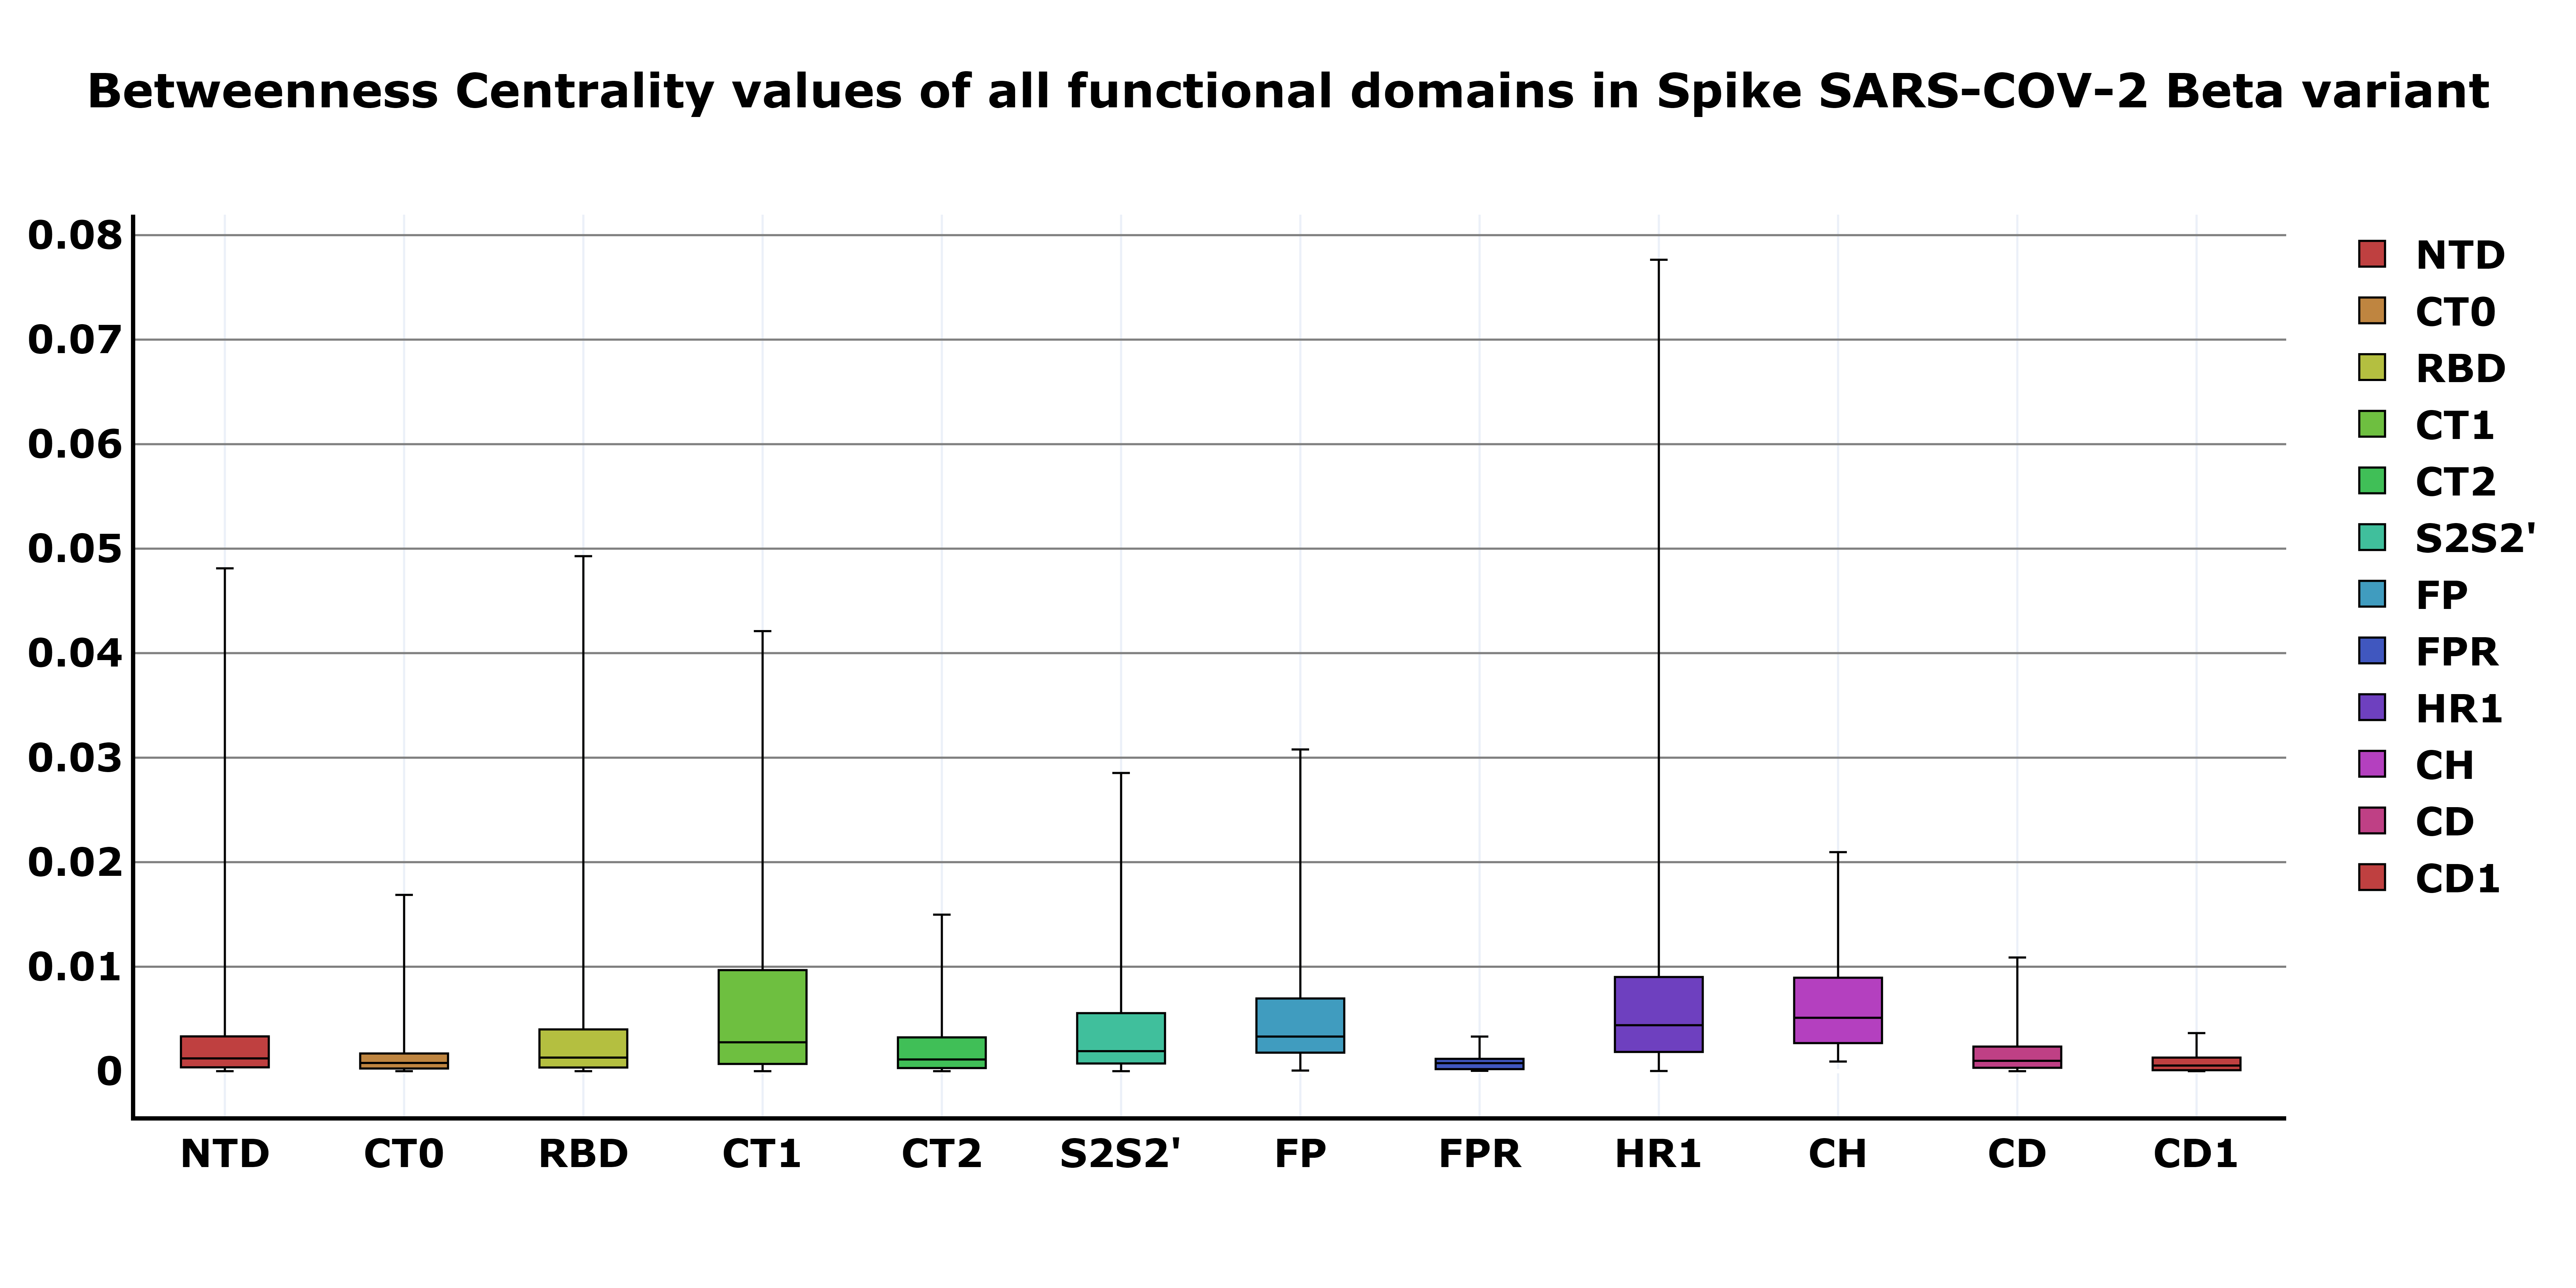 Betweenness Centrality values of all functional domains in Spike SARS-COV-2 Beta variant
0.08
0.07
0.06
0.05
0.04
0.03
0.02
0.01
0
NTD CT0 RBD CT1 CT2 S2S2' FP FPR HR1 CH CD CD1
NTD
CT0
RBD
CT1
CT2
S2S2'
FP
FPR
HR1
CH
CD
CD1